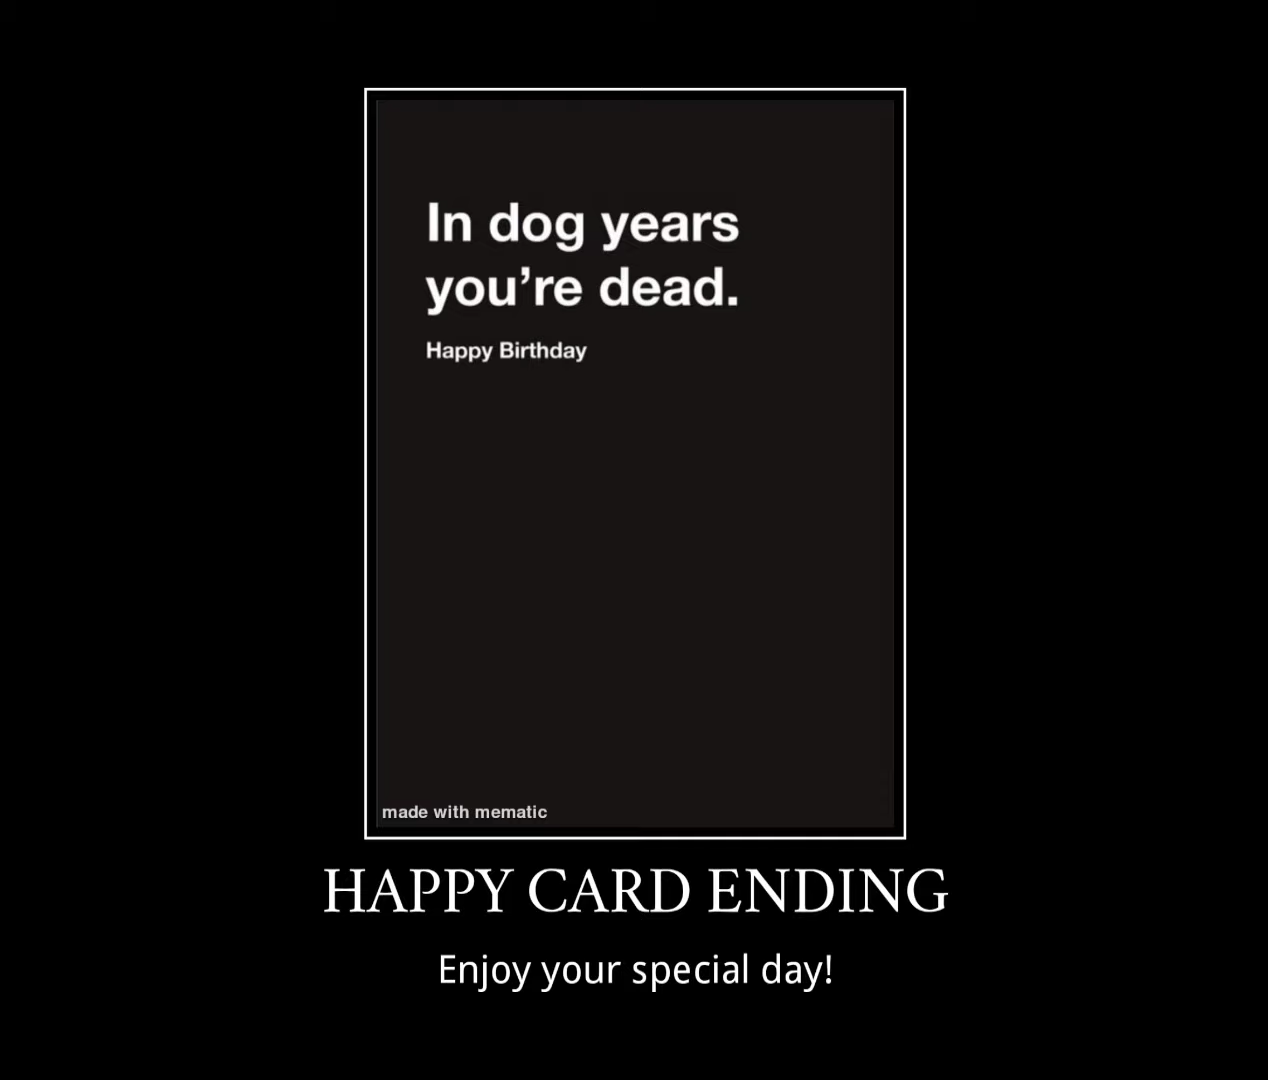 In dog years
you’re dead.
Happy Birthday
made with mematic
HAPPY CARD ENDING
Enjoy your special day!